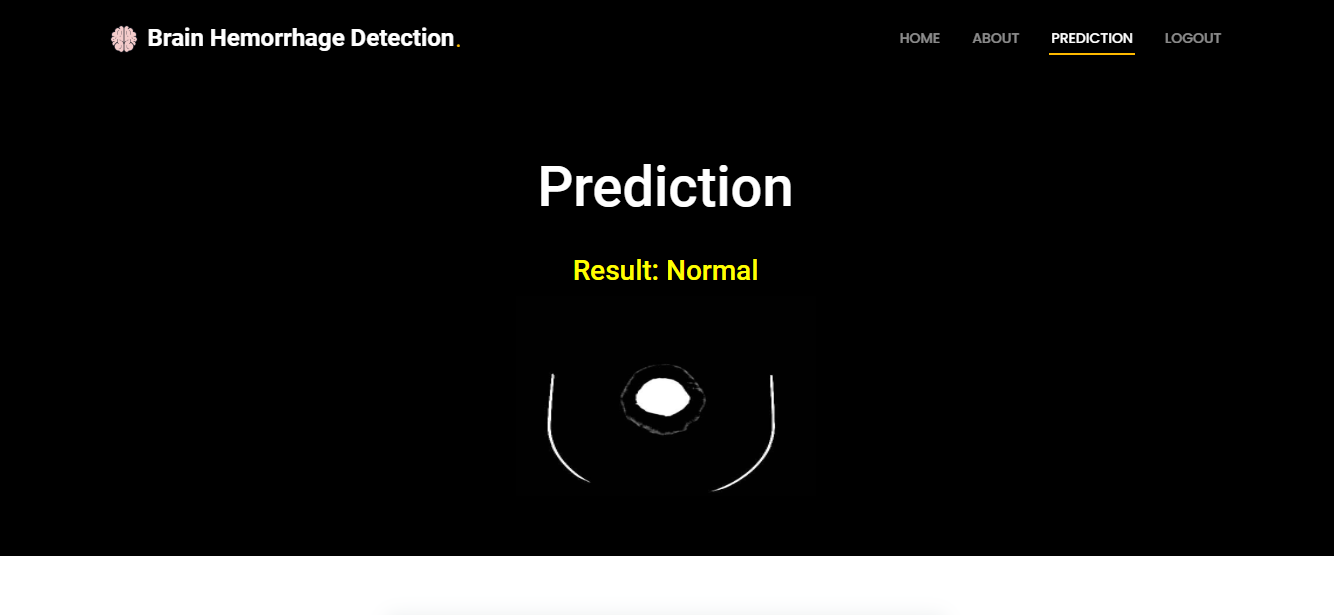 Brain Hemorrhage Detection.
HOME ABOUT PREDICTION LOGOUT
Prediction
Result: Normal